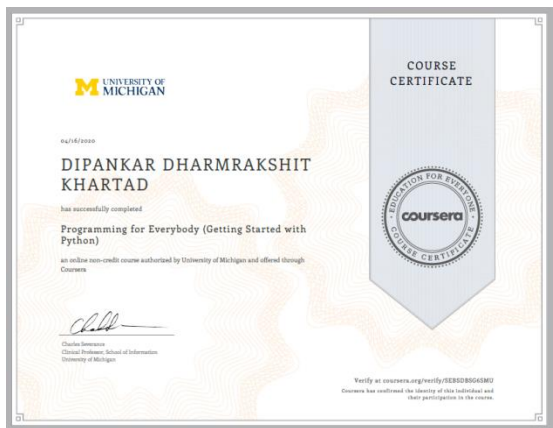 UNIVERSITY OF
MICHIGAN
COURSE
CERTIFICATE
04/16/2020
DIPANKAR DHARMRAKSHIT
KHARTAD
has successfully completed
Programming for Everybody (Getting Started with
Python)
an online non-credit course authorized by University of Michigan and offered through
Coursera
EDUCATION FOR EVERYONE
coursera
COURSE CERTIFICATE
Charles Severance
Clinical Professor, School of Information
University of Michigan
Verify at coursera.org/verify/SEBSDBSG6SMU
Coursera has confirmed the identity of this individual and
their participation in the course.